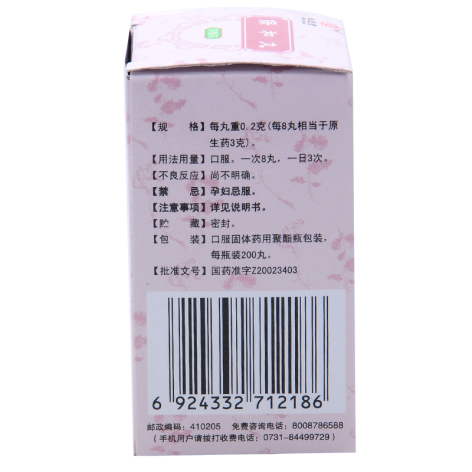 【规　　格】每丸重0.2克(每8丸相当于原
生药3克)。
【用法用量】口服。一次8丸，一日3次。
【不良反应】尚不明确。
【禁　　忌】孕妇忌服。
【注意事项】详见说明书。
【贮　　藏】密封。
【包　　装】口服固体药用聚酯瓶包装，
每瓶装200丸。
【批准文号】国药准字Z20023403
6 924332 712186
邮政编码：410205　免费咨询电话：8008786588
（手机用户请拨打收费电话：0731-84499729）